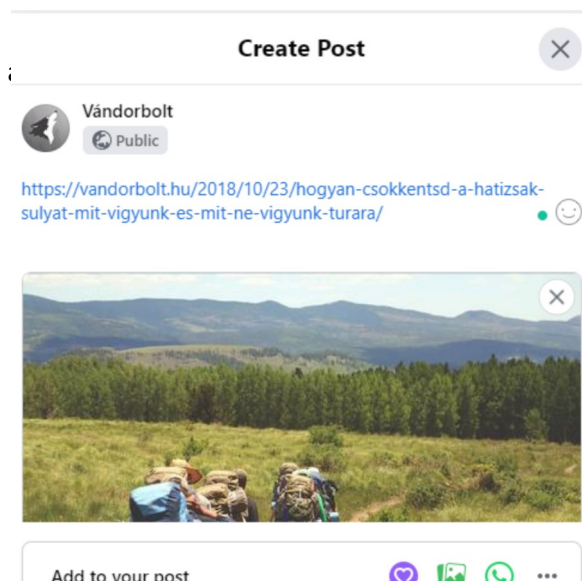 Create Post
Vándorbolt
Public
https://vandorbolt.hu/2018/10/23/hogyan-csokkentsd-a-hatizsak-
sulyat-mit-vigyunk-es-mit-ne-vigyunk-turara/
Add to your post